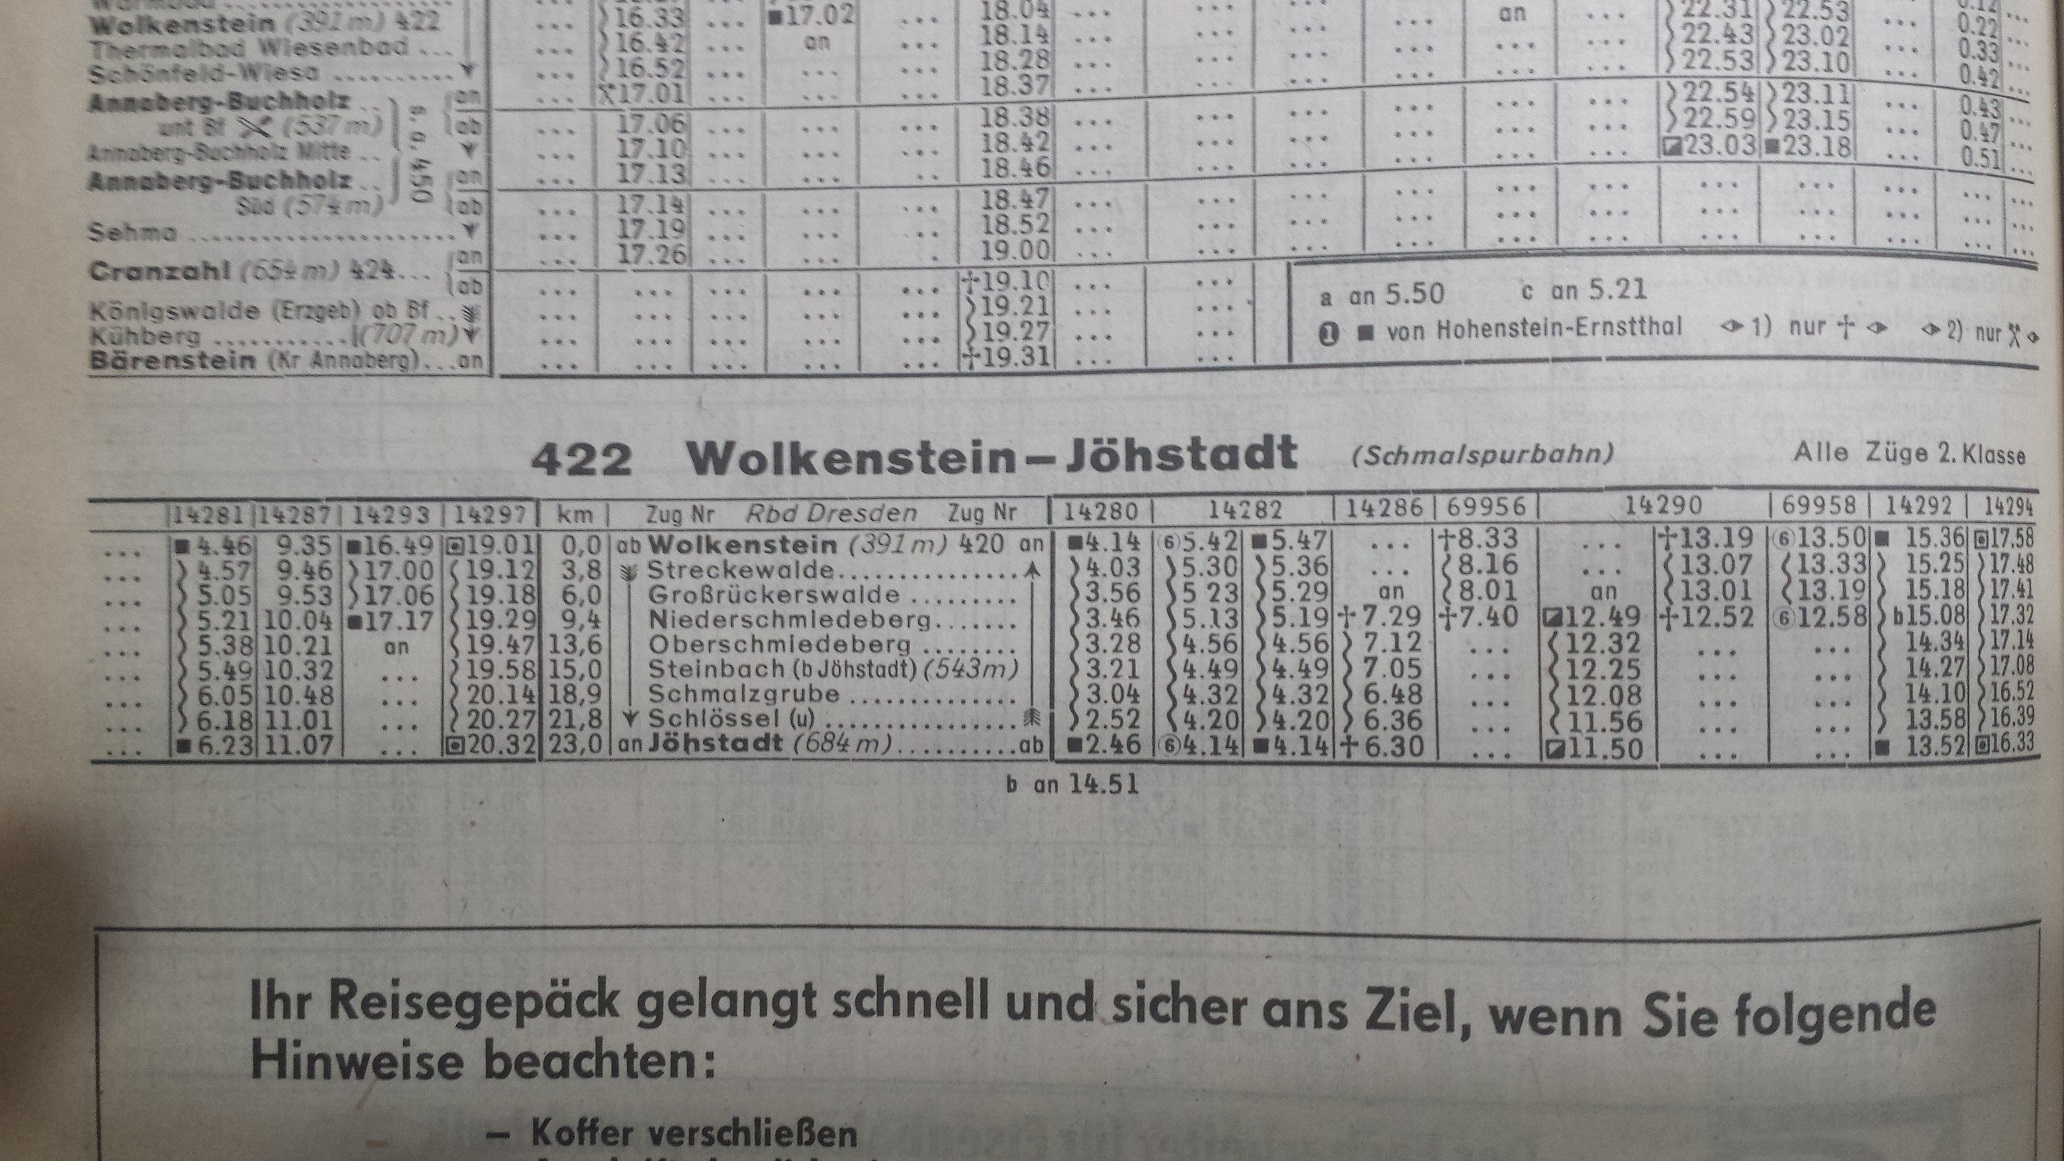 Wolkenstein (391m) 422 ... 16.33 ... ■17.02 ... 18.04 ... ... ... ... an ... 22.31 22.53 ... 0.22 ...
Thermalbad Wiesenbad ... ... 16.42 ... an ... 18.14 ... ... ... ... ... ... 22.43 23.02 ... 0.33 ...
Schönfeld-Wiesa .......... ... 16.52 ... ... ... 18.28 ... ... ... ... ... ... 22.53 23.10 ... 0.42 ...
Annaberg-Buchholz .. an ... ⚒17.01 ... ... ... 18.37 ... ... ... ... ... ... 22.54 23.11 ... 0.43 ...
unt Bf (537m) ab ... 17.06 ... ... ... 18.38 ... ... ... ... ... ... 22.59 23.15 ... 0.47 ...
Annaberg-Buchholz Mitte .. ... 17.10 ... ... ... 18.42 ... ... ... ... ... ... 23.03 ■23.18 ... 0.51 ...
Annaberg-Buchholz .. an ... 17.13 ... ... ... 18.46 ... ... ... ... ... ... ... ... ... ... ...
s. a. 450
Süd (574m) ab ... 17.14 ... ... ... 18.47 ... ... ... ... ... ... ... ... ... ... ...
Sehma .......... ... 17.19 ... ... .. 18.52 ... ... ... ... ... ... ... ... ... ... ...
Cranzahl (654m) 424... an ... 17.26 ... ... .. 19.00 ... ...
ab ... ... ... ... ... †19.10 ... ...
Königswalde (Erzgeb) ob Bf .. ... ... ... ... ... 19.21 ... ...
Kühberg ........... (707m) ... ... ... ... ... 19.27 ... ...
Bärenstein (Kr Annaberg)...an ... ... ... ... ... †19.31 ... ...
a an 5.50 c an 5.21
❶ ■ von Hohenstein-Ernstthal 1) nur † 2) nur ⚒
422 Wolkenstein–Jöhstadt (Schmalspurbahn) Alle Züge 2. Klasse
14281 14287 14293 14297 km Zug Nr Rbd Dresden Zug Nr 14280 14282 14286 69956 14290 69958 14292 14294
... ■4.46 9.35 ■16.49 ▣19.01 0,0 ab Wolkenstein (391m) 420 an ■4.14 ⑥5.42 ■5.47 ... †8.33 ... †13.19 ⑥13.50 ■ 15.36 ▣17.58
... 4.57 9.46 17.00 19.12 3,8 Streckewalde.............. 4.03 5.30 5.36 ... 8.16 ... 13.07 13.33 15.25 17.48
... 5.05 9.53 17.06 19.18 6,0 Großrückerswalde ......... 3.56 5 23 5.29 an 8.01 an 13.01 13.19 15.18 17.41
... 5.21 10.04 ■17.17 19.29 9,4 Niederschmiedeberg....... 3.46 5.13 5.19 †7.29 †7.40 ◪12.49 †12.52 ⑥12.58 b15.08 17.32
... 5.38 10.21 an 19.47 13,6 Oberschmiedeberg ........ 3.28 4.56 4.56 7.12 ... 12.32 ... ... 14.34 17.14
... 5.49 10.32 ... 19.58 15,0 Steinbach (b Jöhstadt) (543m) 3.21 4.49 4.49 7.05 ... 12.25 ... ... 14.27 17.08
... 6.05 10.48 ... 20.14 18,9 Schmalzgrube .............. 3.04 4.32 4.32 6.48 ... 12.08 ... ... 14.10 16.52
... 6.18 11.01 ... 20.27 21,8 Schlössel (u) ................ 2.52 4.20 4.20 6.36 ... 11.56 ... ... 13.58 16.39
... ■6.23 11.07 ... ▣20.32 23,0 an Jöhstadt (684m)..........ab ■2.46 ⑥4.14 ■4.14 †6.30 ... ◪11.50 ... ... ■ 13.52 ▣16.33
b an 14.51
Ihr Reisegepäck gelangt schnell und sicher ans Ziel, wenn Sie folgende
Hinweise beachten:
– Koffer verschließen